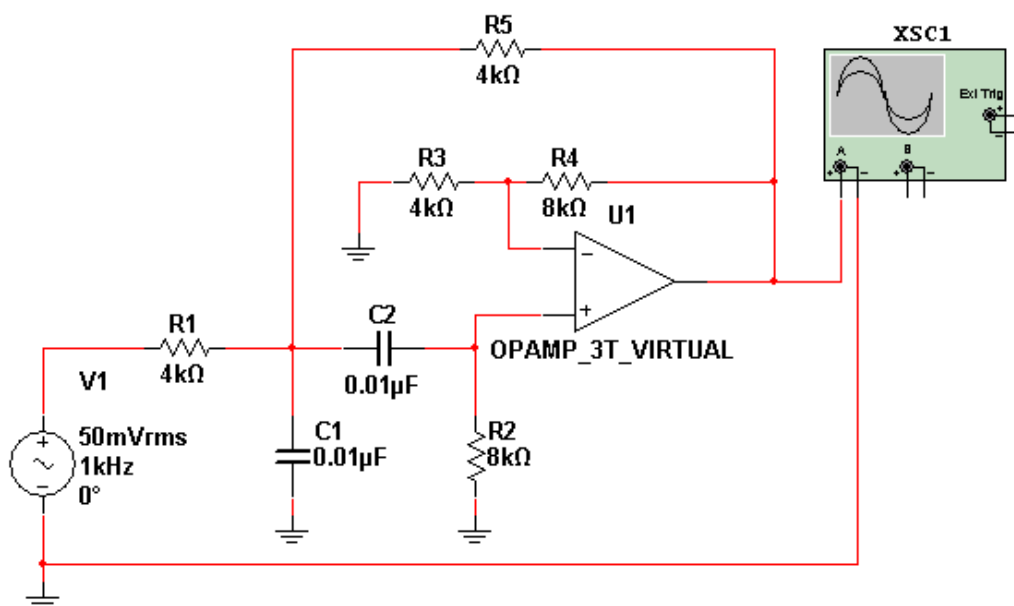 XSC1
R5
4kΩ
Ext Trig
+
−
A
B
+ − + −
R3
4kΩ
R4
8kΩ
U1
−
+
OPAMP_3T_VIRTUAL
C2
0.01µF
R1
4kΩ
V1
+
−
50mVrms
1kHz
0°
C1
0.01µF
R2
8kΩ